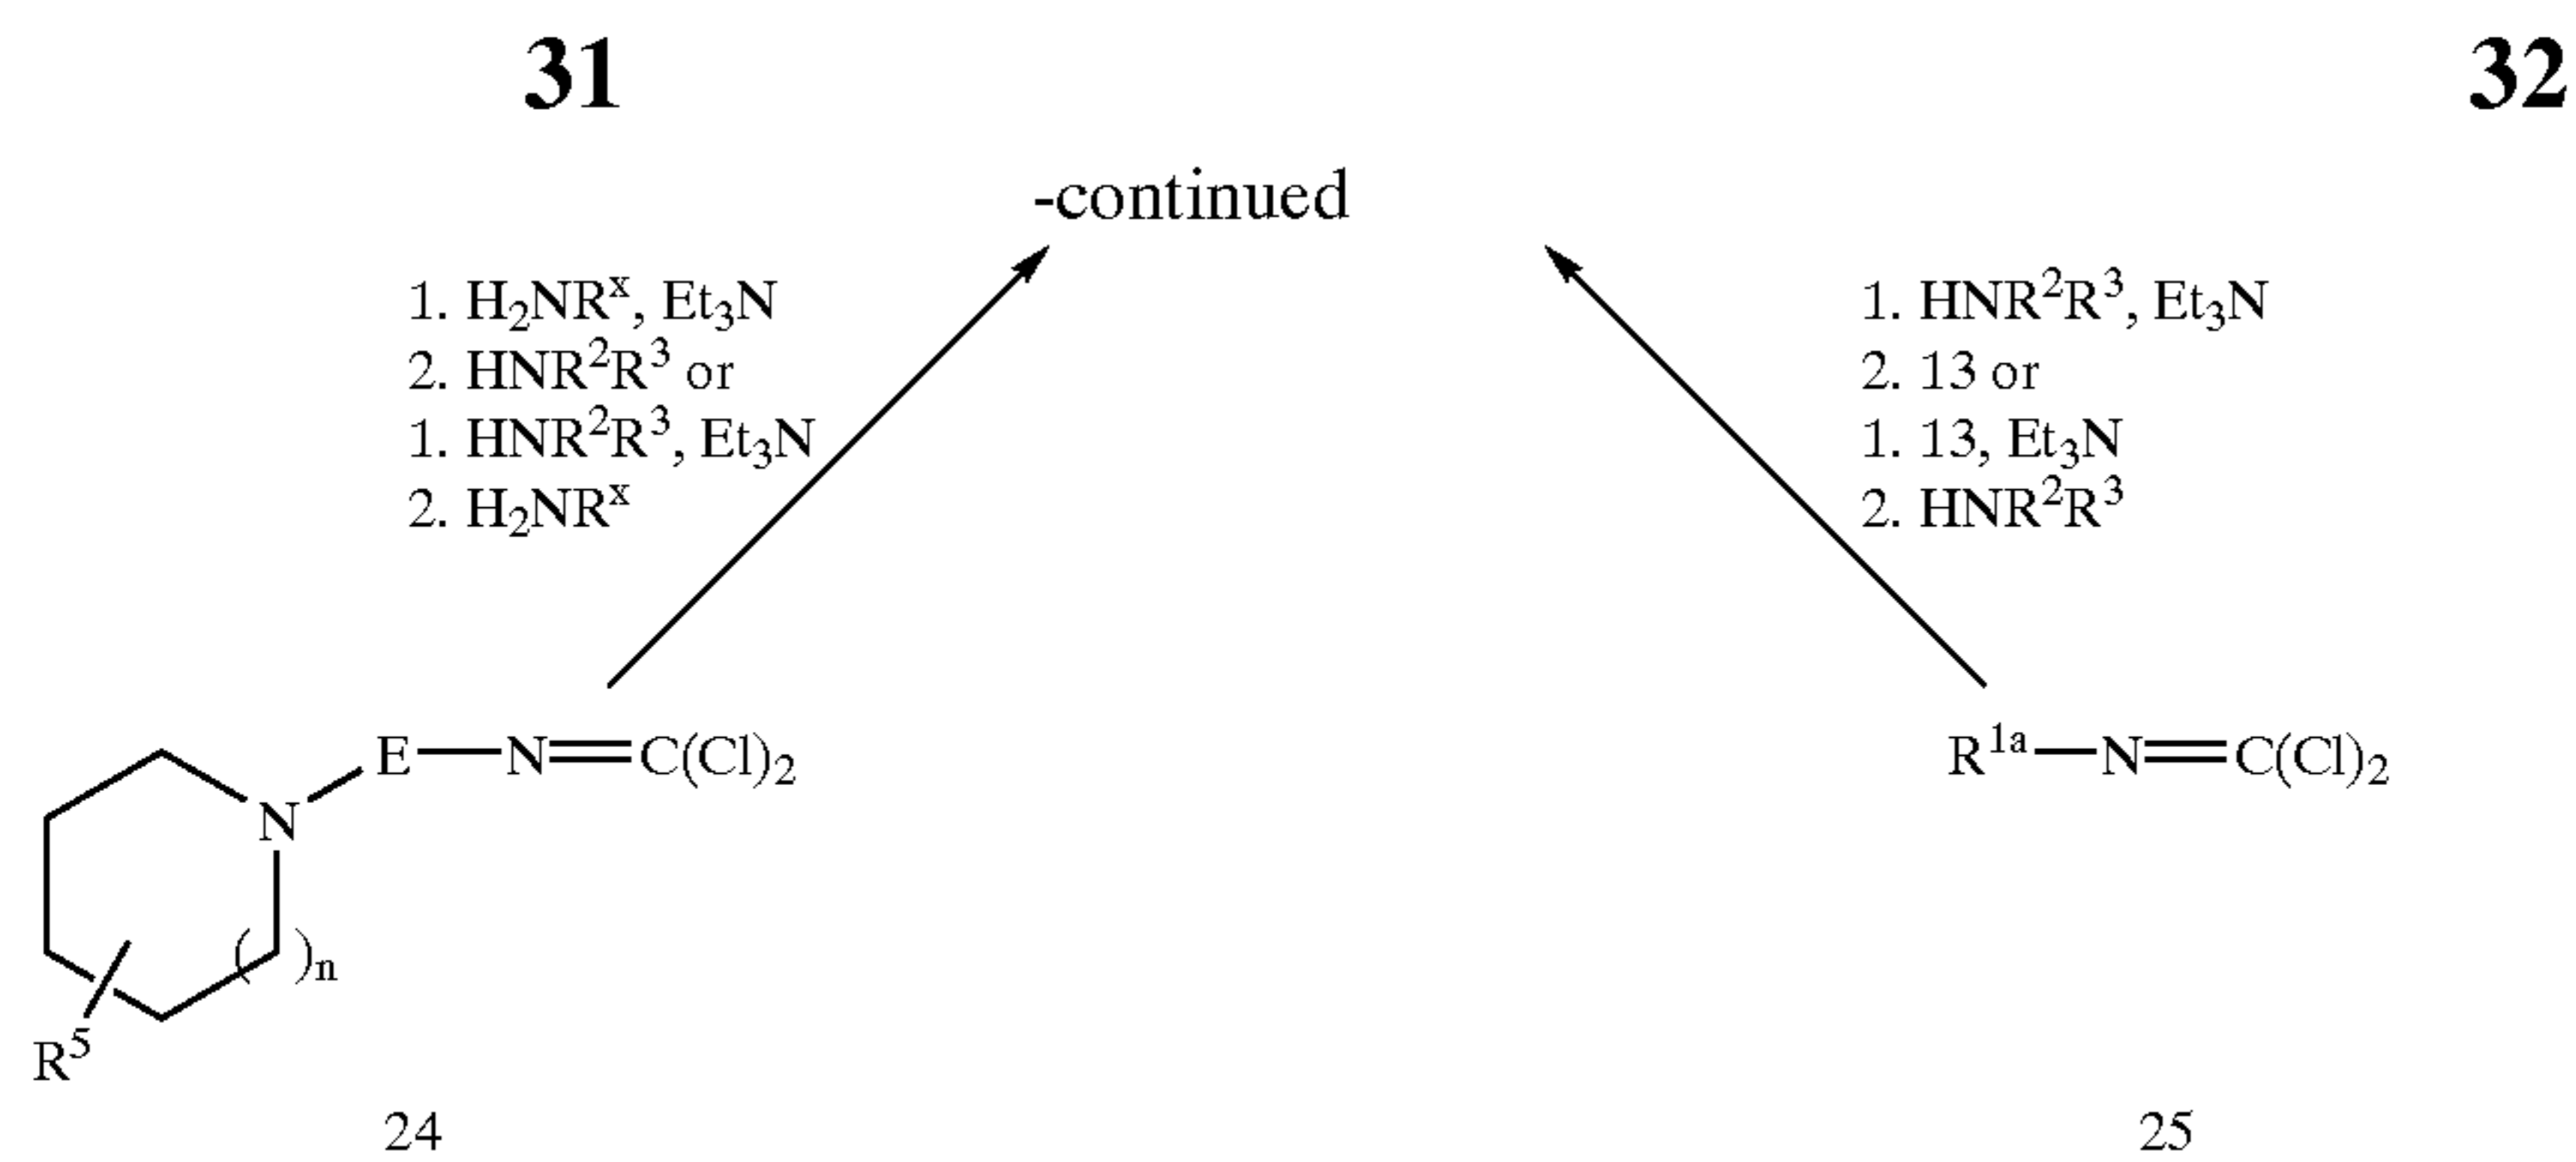 31 32
-continued
1. H₂NRˣ, Et₃N
2. HNR²R³ or
1. HNR²R³, Et₃N
2. H₂NRˣ
1. HNR²R³, Et₃N
2. 13 or
1. 13, Et₃N
2. HNR²R³
E—N═C(Cl)₂
N
( )ₙ
R⁵
24
R¹ᵃ—N═C(Cl)₂
25